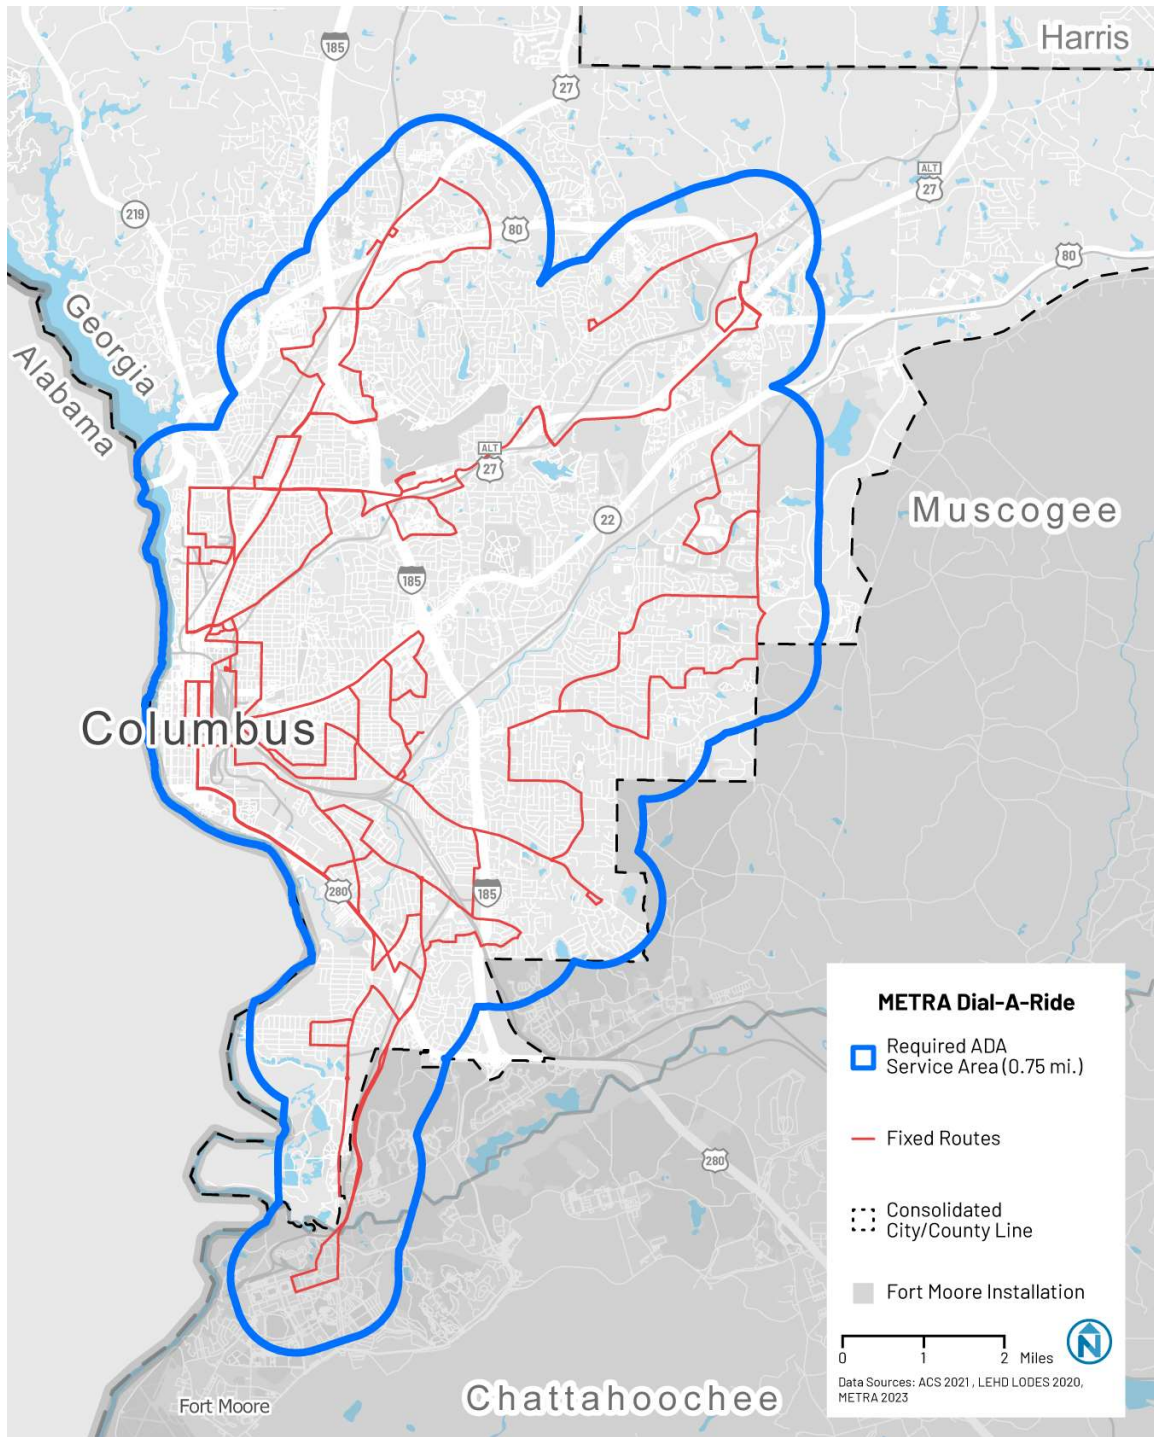 Harris
185
27
ALT
27
219
80
80
Georgia
Alabama
ALT
27
Muscogee
22
185
Columbus
280
185
METRA Dial-A-Ride
Required ADA
Service Area (0.75 mi.)
Fixed Routes
280
Consolidated
City/County Line
Fort Moore Installation
0 1 2 Miles
N
Data Sources: ACS 2021, LEHD LODES 2020,
METRA 2023
Fort Moore
Chattahoochee